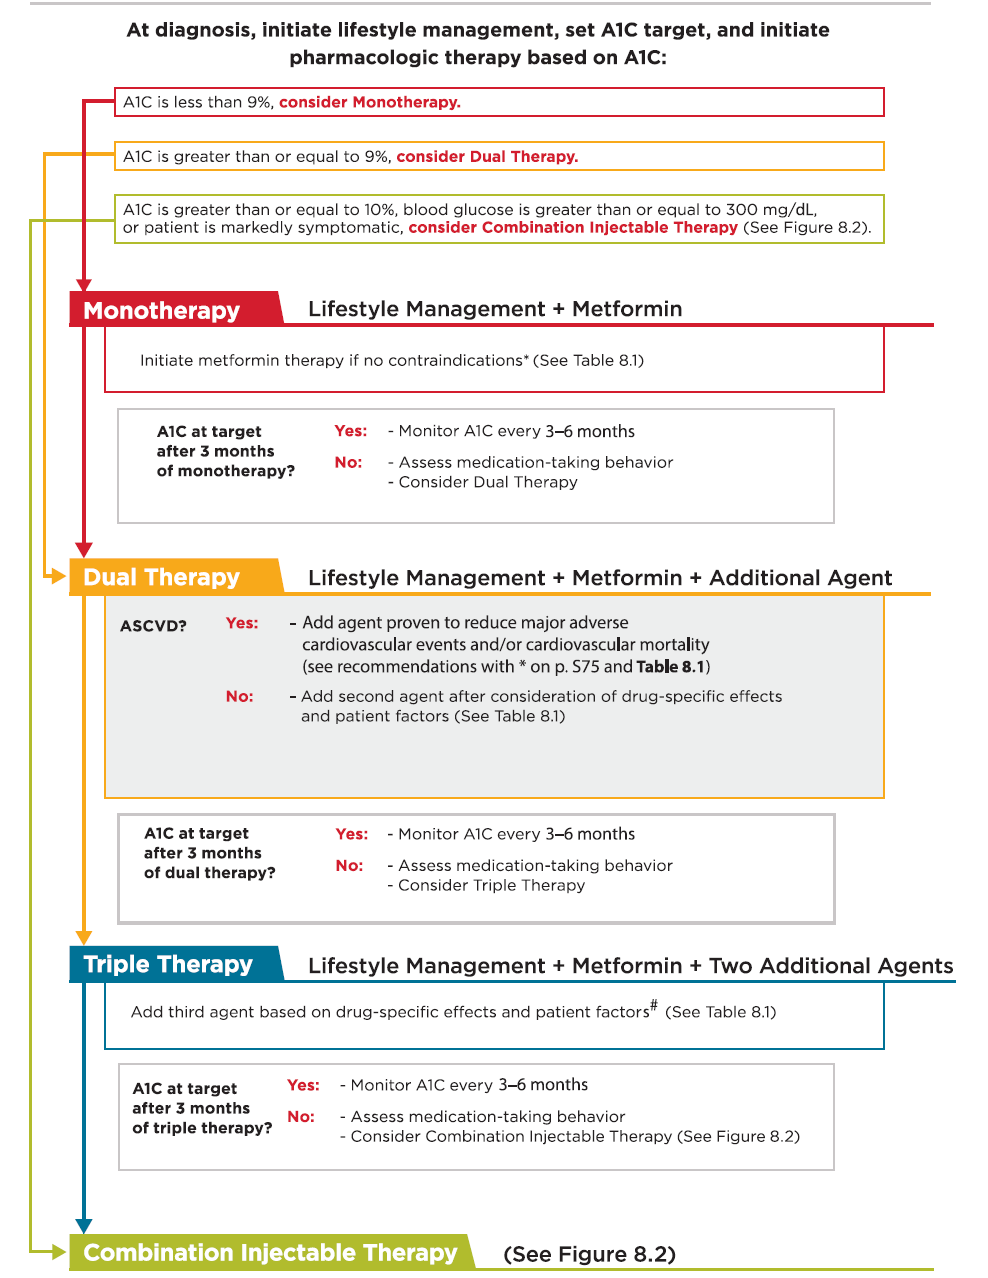 At diagnosis, initiate lifestyle management, set A1C target, and initiate
pharmacologic therapy based on A1C:
A1C is less than 9%, consider Monotherapy.
A1C is greater than or equal to 9%, consider Dual Therapy.
A1C is greater than or equal to 10%, blood glucose is greater than or equal to 300 mg/dL,
or patient is markedly symptomatic, consider Combination Injectable Therapy (See Figure 8.2).
Monotherapy Lifestyle Management + Metformin
Initiate metformin therapy if no contraindications* (See Table 8.1)
A1C at target
after 3 months
of monotherapy?
Yes: - Monitor A1C every 3–6 months
No: - Assess medication-taking behavior
- Consider Dual Therapy
Dual Therapy Lifestyle Management + Metformin + Additional Agent
ASCVD? Yes: – Add agent proven to reduce major adverse
cardiovascular events and/or cardiovascular mortality
(see recommendations with * on p. S75 and Table 8.1)
No: – Add second agent after consideration of drug-specific effects
and patient factors (See Table 8.1)
A1C at target
after 3 months
of dual therapy?
Yes: - Monitor A1C every 3–6 months
No: - Assess medication-taking behavior
- Consider Triple Therapy
Triple Therapy Lifestyle Management + Metformin + Two Additional Agents
Add third agent based on drug-specific effects and patient factors# (See Table 8.1)
A1C at target
after 3 months
of triple therapy?
Yes: - Monitor A1C every 3–6 months
No: - Assess medication-taking behavior
- Consider Combination Injectable Therapy (See Figure 8.2)
Combination Injectable Therapy (See Figure 8.2)